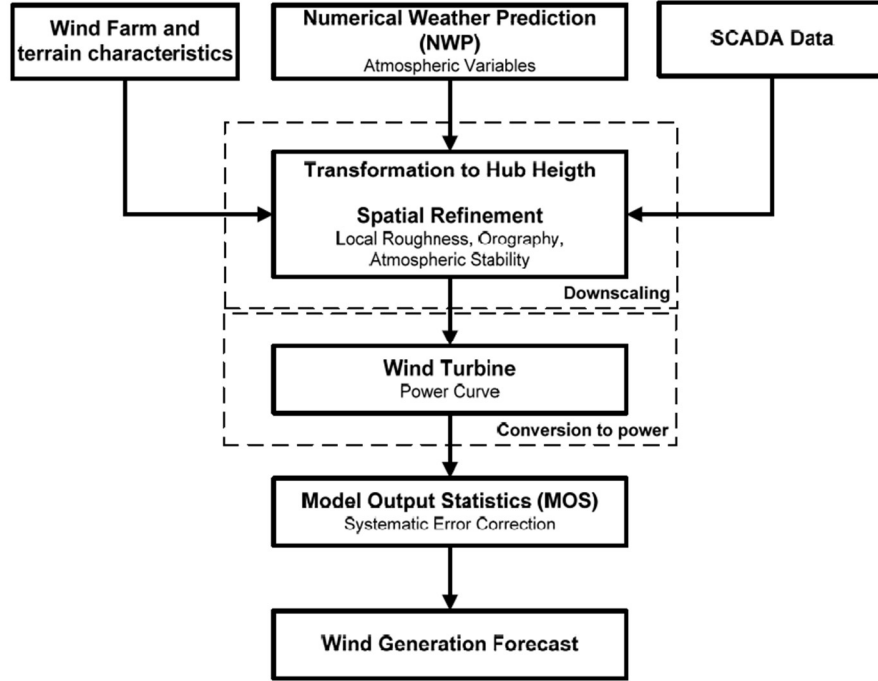 Wind Farm and
terrain characteristics
Numerical Weather Prediction
(NWP)
Atmospheric Variables
SCADA Data
Transformation to Hub Heigth
Spatial Refinement
Local Roughness, Orography,
Atmospheric Stability
Downscaling
Wind Turbine
Power Curve
Conversion to power
Model Output Statistics (MOS)
Systematic Error Correction
Wind Generation Forecast